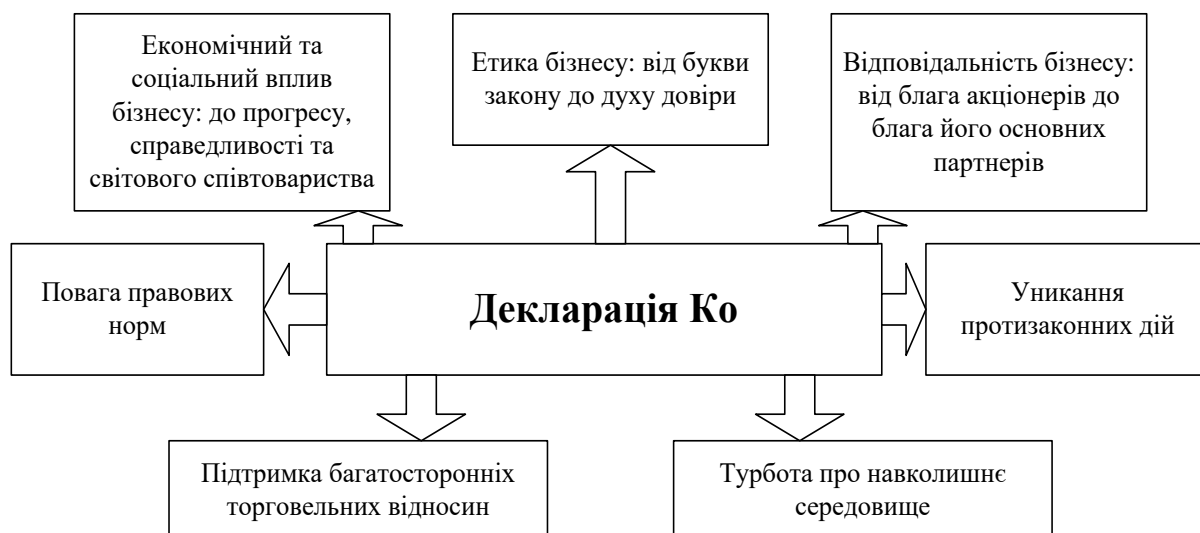 Економічний та
соціальний вплив
бізнесу: до прогресу,
справедливості та
світового співтовариства
Етика бізнесу: від букви
закону до духу довіри
Відповідальність бізнесу:
від блага акціонерів до
блага його основних
партнерів
Повага правових
норм
Декларація Ко
Уникання
протизаконних дій
Підтримка багатосторонніх
торговельних відносин
Турбота про навколишнє
середовище